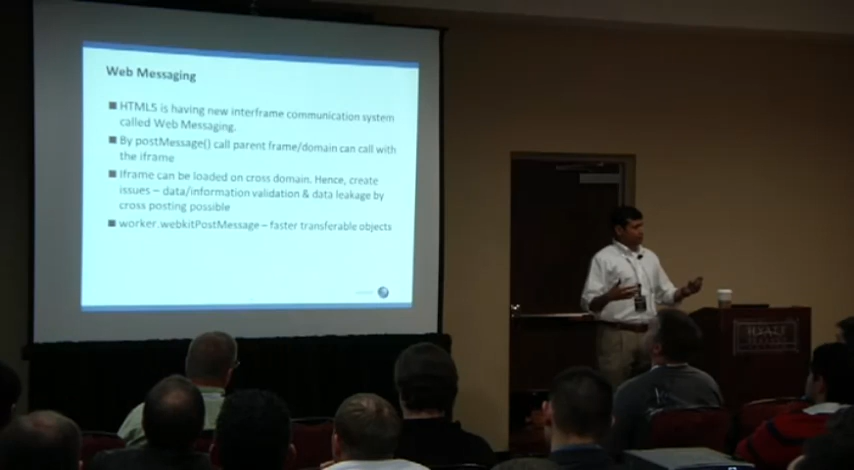 Web Messaging
HTML5 is having new interframe communication system
called Web Messaging.
By postMessage() call parent frame/domain can call with
the iframe
Iframe can be loaded on cross domain. Hence, create
issues – data/information validation & data leakage by
cross posting possible
worker.webkitPostMessage – faster transferable objects
HYATT